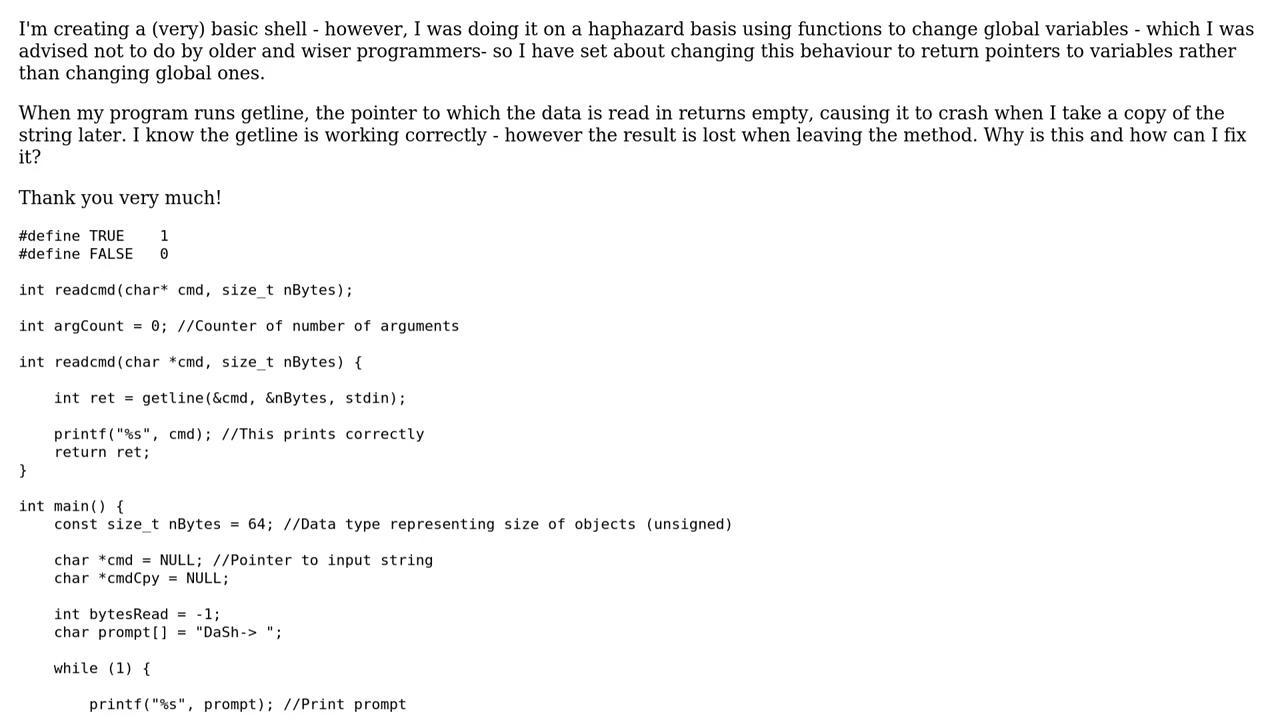 I'm creating a (very) basic shell - however, I was doing it on a haphazard basis using functions to change global variables - which I was
advised not to do by older and wiser programmers- so I have set about changing this behaviour to return pointers to variables rather
than changing global ones.
When my program runs getline, the pointer to which the data is read in returns empty, causing it to crash when I take a copy of the
string later. I know the getline is working correctly - however the result is lost when leaving the method. Why is this and how can I fix
it?
Thank you very much!
#define TRUE    1
#define FALSE   0
int readcmd(char* cmd, size_t nBytes);
int argCount = 0; //Counter of number of arguments
int readcmd(char *cmd, size_t nBytes) {
    int ret = getline(&cmd, &nBytes, stdin);
    printf("%s", cmd); //This prints correctly
    return ret;
}
int main() {
    const size_t nBytes = 64; //Data type representing size of objects (unsigned)
    char *cmd = NULL; //Pointer to input string
    char *cmdCpy = NULL;
    int bytesRead = -1;
    char prompt[] = "DaSh-> ";
    while (1) {
        printf("%s", prompt); //Print prompt